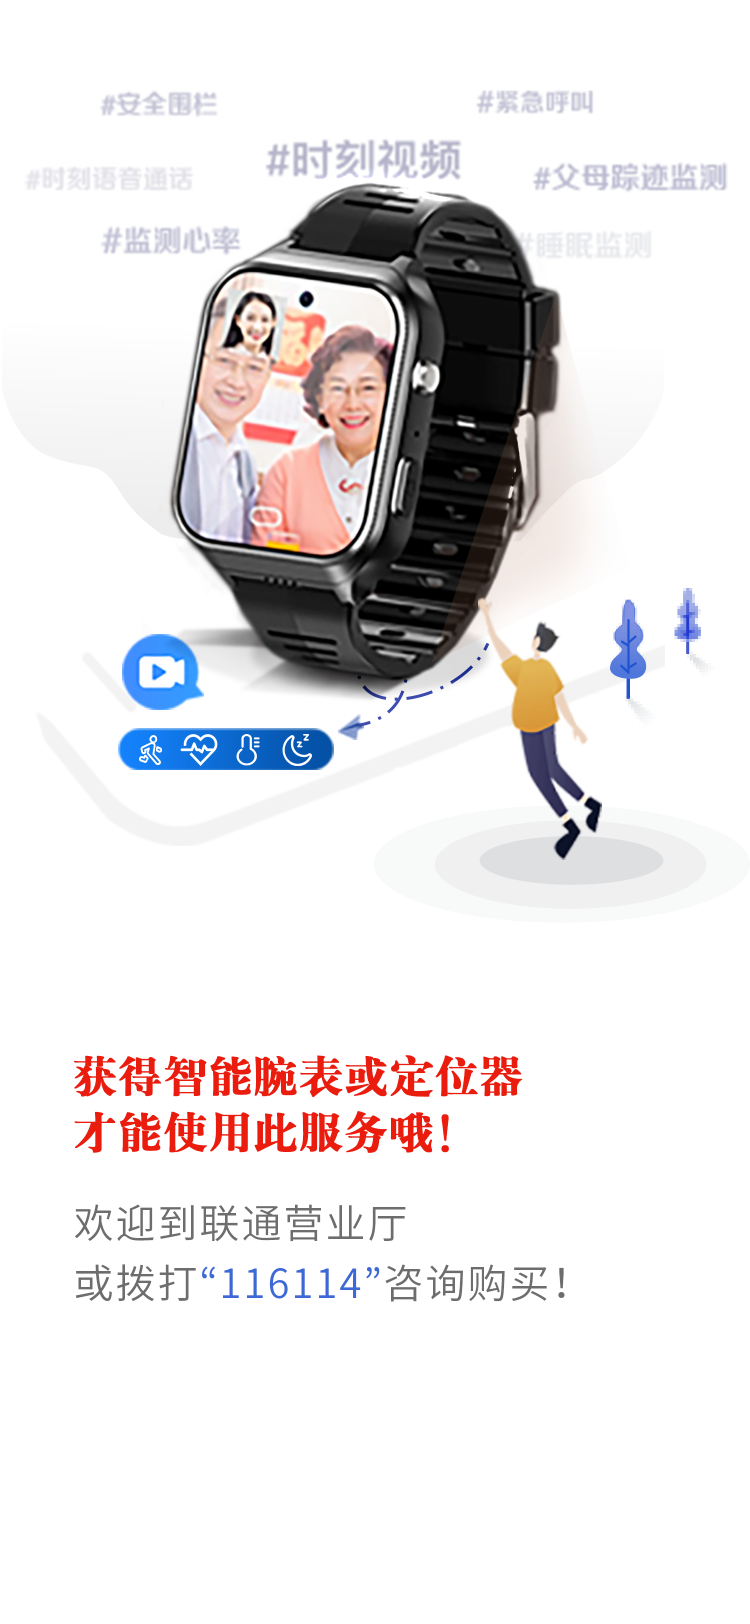 #安全围栏
#紧急呼叫
#时刻视频
#时刻语音通话
#父母踪迹监测
#监测心率
#睡眠监测
获得智能腕表或定位器
才能使用此服务哦！
欢迎到联通营业厅
或拨打“116114”咨询购买！